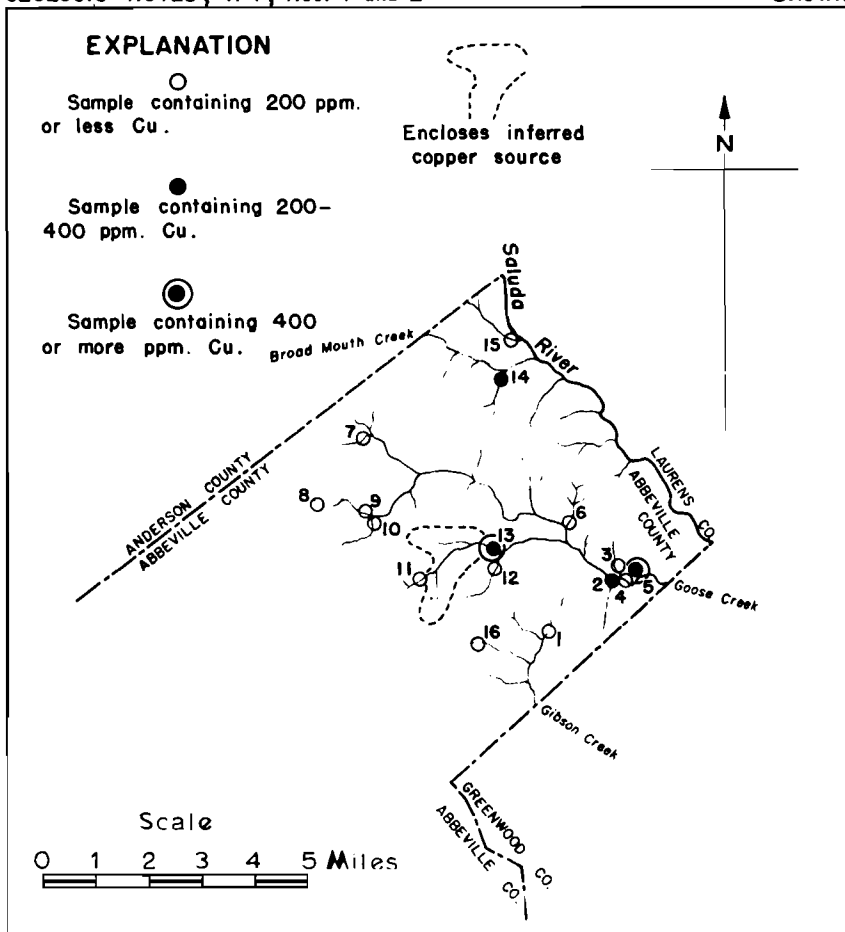 EXPLANATION
Sample containing 200 ppm.
or less Cu.
Sample containing 200-
400 ppm. Cu.
Sample containing 400
or more ppm. Cu.
Encloses inferred
copper source
N
Saluda
River
Broad Mouth Creek
15
14
7
ANDERSON COUNTY
ABBEVILLE COUNTY
LAURENS CO.
ABBEVILLE
COUNTY
8
9
10
6
13
3
11
12
2
4
5
Goose Creek
16
1
Gibson Creek
GREENWOOD CO.
ABBEVILLE CO.
Scale
0 1 2 3 4 5 Miles